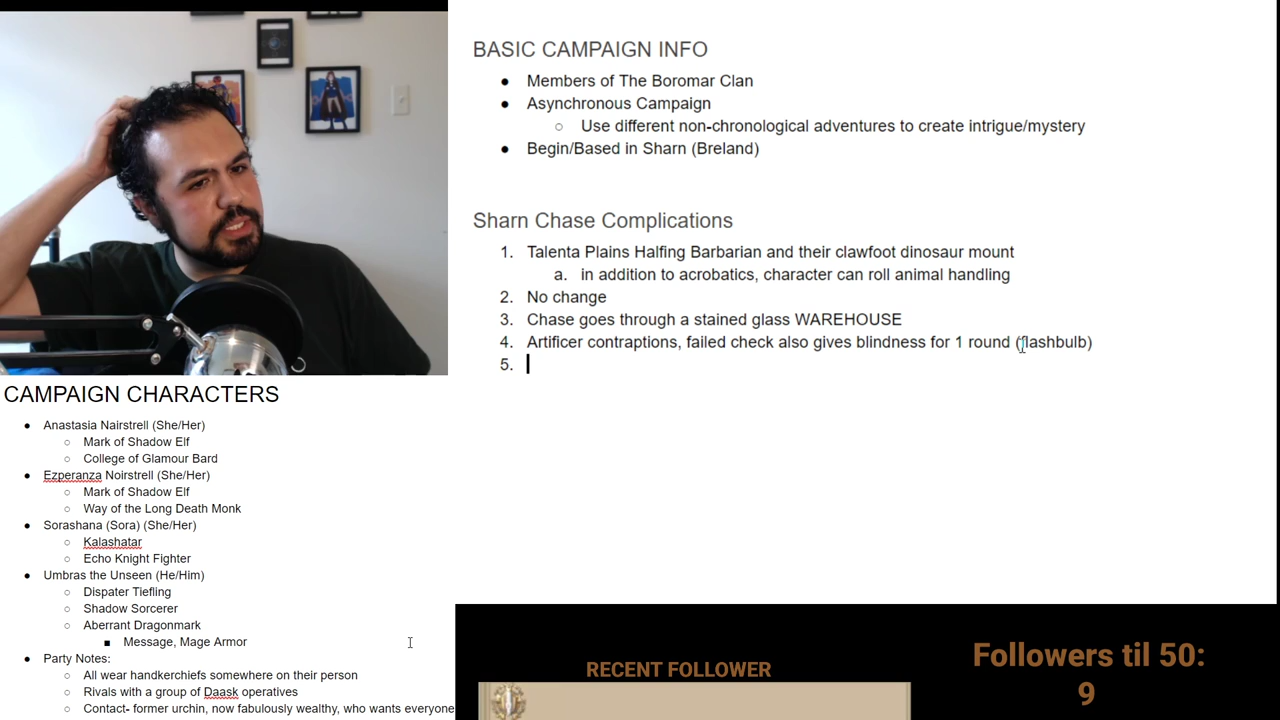 BASIC CAMPAIGN INFO
● Members of The Boromar Clan
● Asynchronous Campaign
○ Use different non-chronological adventures to create intrigue/mystery
● Begin/Based in Sharn (Breland)
Sharn Chase Complications
1. Talenta Plains Halfing Barbarian and their clawfoot dinosaur mount
a. in addition to acrobatics, character can roll animal handling
2. No change
3. Chase goes through a stained glass WAREHOUSE
4. Artificer contraptions, failed check also gives blindness for 1 round (flashbulb)
5.
CAMPAIGN CHARACTERS
● Anastasia Nairstrell (She/Her)
○ Mark of Shadow Elf
○ College of Glamour Bard
● Ezperanza Noirstrell (She/Her)
○ Mark of Shadow Elf
○ Way of the Long Death Monk
● Sorashana (Sora) (She/Her)
○ Kalashatar
○ Echo Knight Fighter
● Umbras the Unseen (He/Him)
○ Dispater Tiefling
○ Shadow Sorcerer
○ Aberrant Dragonmark
■ Message, Mage Armor
● Party Notes:
○ All wear handkerchiefs somewhere on their person
○ Rivals with a group of Daask operatives
○ Contact- former urchin, now fabulously wealthy, who wants everyone
RECENT FOLLOWER
Followers til 50:
9